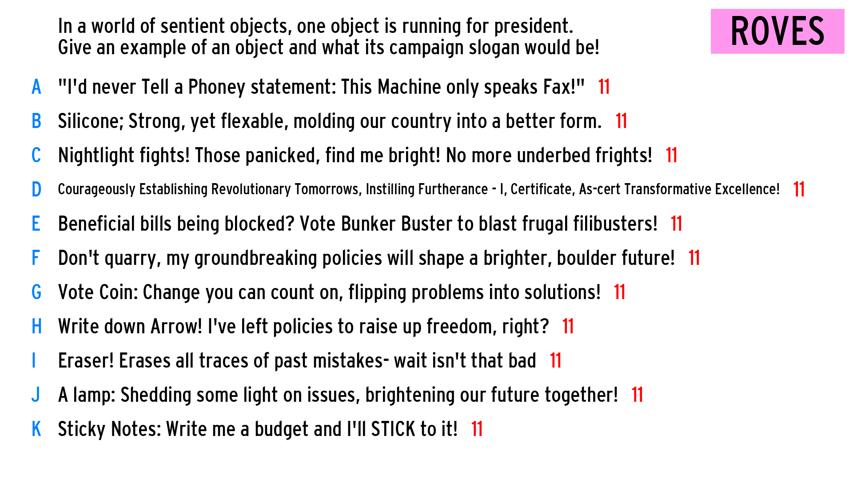 In a world of sentient objects, one object is running for president.
Give an example of an object and what its campaign slogan would be!
ROVES
A "I'd never Tell a Phoney statement: This Machine only speaks Fax!" 11
B Silicone; Strong, yet flexable, molding our country into a better form. 11
C Nightlight fights! Those panicked, find me bright! No more underbed frights! 11
D Courageously Establishing Revolutionary Tomorrows, Instilling Furtherance - I, Certificate, As-cert Transformative Excellence! 11
E Beneficial bills being blocked? Vote Bunker Buster to blast frugal filibusters! 11
F Don't quarry, my groundbreaking policies will shape a brighter, boulder future! 11
G Vote Coin: Change you can count on, flipping problems into solutions! 11
H Write down Arrow! I've left policies to raise up freedom, right? 11
I Eraser! Erases all traces of past mistakes- wait isn't that bad 11
J A lamp: Shedding some light on issues, brightening our future together! 11
K Sticky Notes: Write me a budget and I'll STICK to it! 11